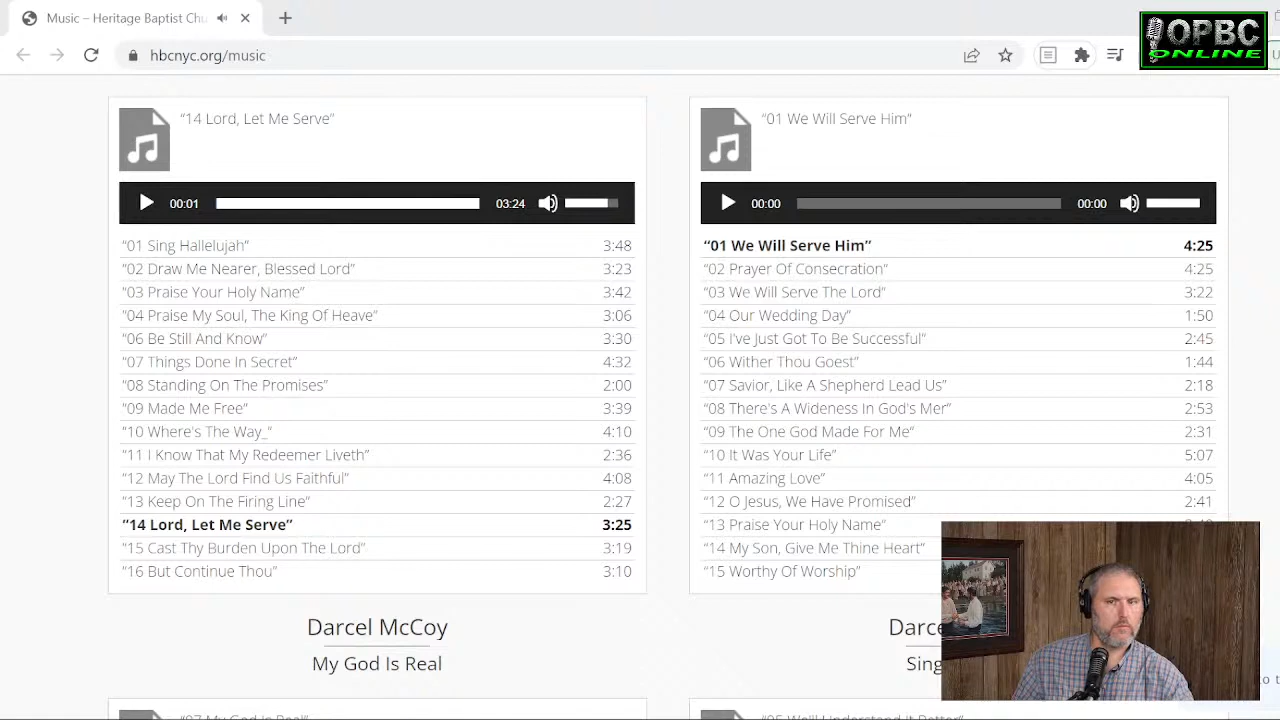 Music – Heritage Baptist Chu
OPBC
ONLINE
hbcnyc.org/music
“14 Lord, Let Me Serve”
00:01
03:24
“01 Sing Hallelujah” 3:48
“02 Draw Me Nearer, Blessed Lord” 3:23
“03 Praise Your Holy Name” 3:42
“04 Praise My Soul, The King Of Heave” 3:06
“06 Be Still And Know” 3:30
“07 Things Done In Secret” 4:32
“08 Standing On The Promises” 2:00
“09 Made Me Free” 3:39
“10 Where's The Way_“ 4:10
“11 I Know That My Redeemer Liveth” 2:36
“12 May The Lord Find Us Faithful” 4:08
“13 Keep On The Firing Line” 2:27
“14 Lord, Let Me Serve” 3:25
“15 Cast Thy Burden Upon The Lord” 3:19
“16 But Continue Thou” 3:10
Darcel McCoy
My God Is Real
“07 My God Is Real”
“01 We Will Serve Him”
00:00
00:00
“01 We Will Serve Him” 4:25
“02 Prayer Of Consecration” 4:25
“03 We Will Serve The Lord” 3:22
“04 Our Wedding Day” 1:50
“05 I've Just Got To Be Successful” 2:45
“06 Wither Thou Goest” 1:44
“07 Savior, Like A Shepherd Lead Us” 2:18
“08 There's A Wideness In God's Mer” 2:53
“09 The One God Made For Me” 2:31
“10 It Was Your Life” 5:07
“11 Amazing Love” 4:05
“12 O Jesus, We Have Promised” 2:41
“13 Praise Your Holy Name”
“14 My Son, Give Me Thine Heart”
“15 Worthy Of Worship”
Darce
Sing